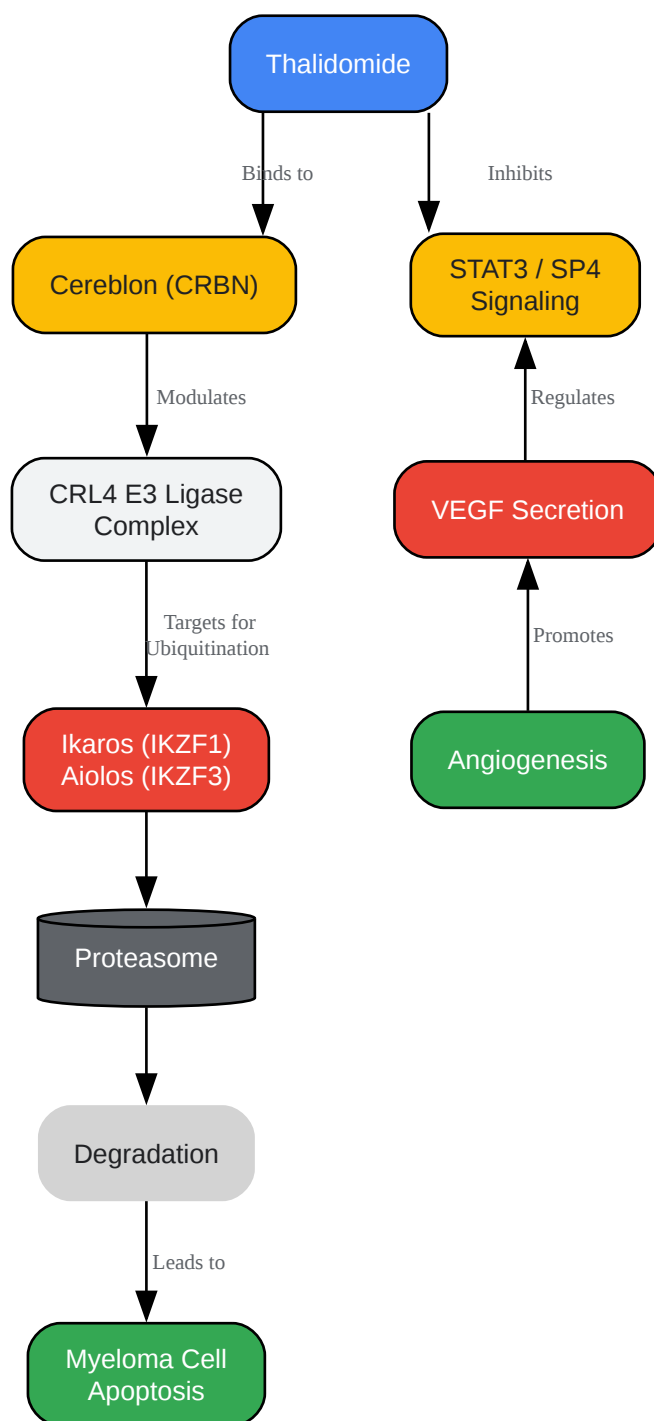 Thalidomide
Binds to
Inhibits
Cereblon (CRBN)
STAT3 / SP4
Signaling
Modulates
Regulates
CRL4 E3 Ligase
Complex
VEGF Secretion
Targets for
Ubiquitination
Promotes
Ikaros (IKZF1)
Aiolos (IKZF3)
Angiogenesis
Proteasome
Degradation
Leads to
Myeloma Cell
Apoptosis